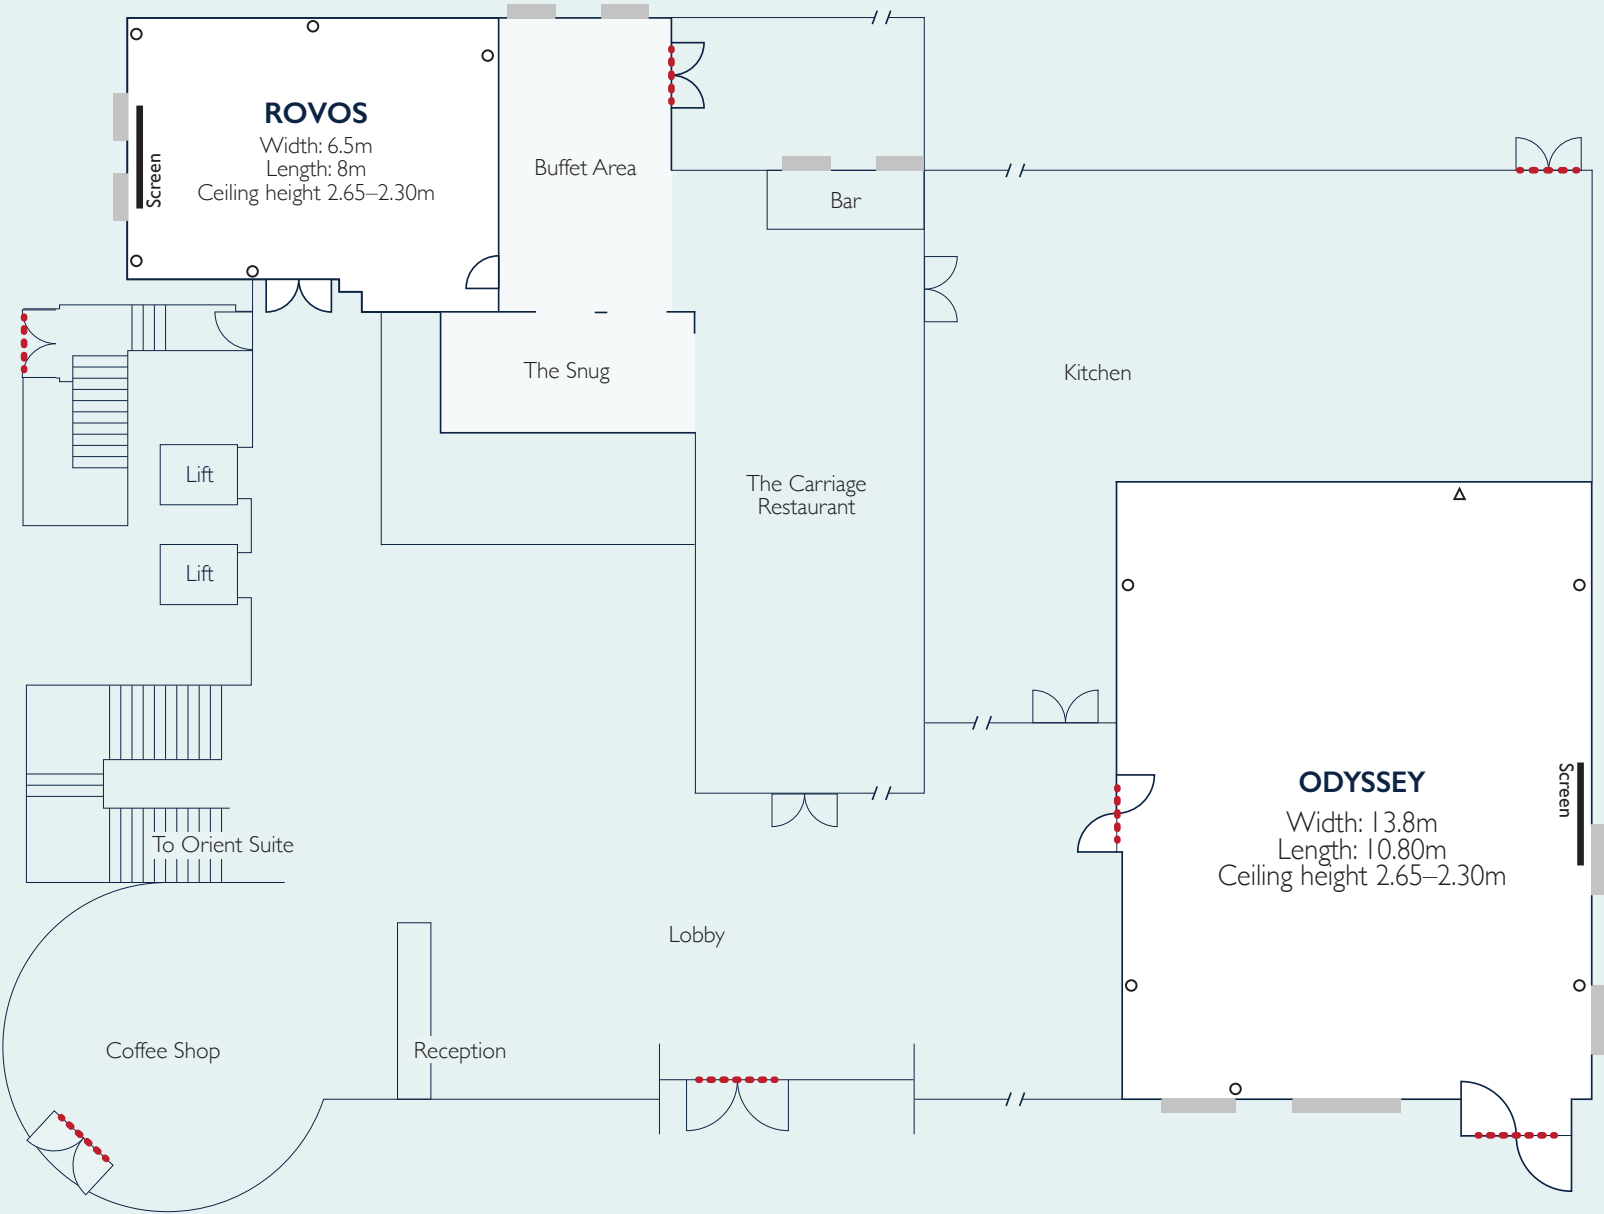 ROVOS
Width: 6.5m
Length: 8m
Ceiling height 2.65–2.30m
Screen
Buffet Area
Bar
The Snug
Kitchen
Lift
The Carriage
Restaurant
Lift
ODYSSEY
Width: 13.8m
Length: 10.80m
Ceiling height 2.65–2.30m
Screen
To Orient Suite
Lobby
Coffee Shop
Reception